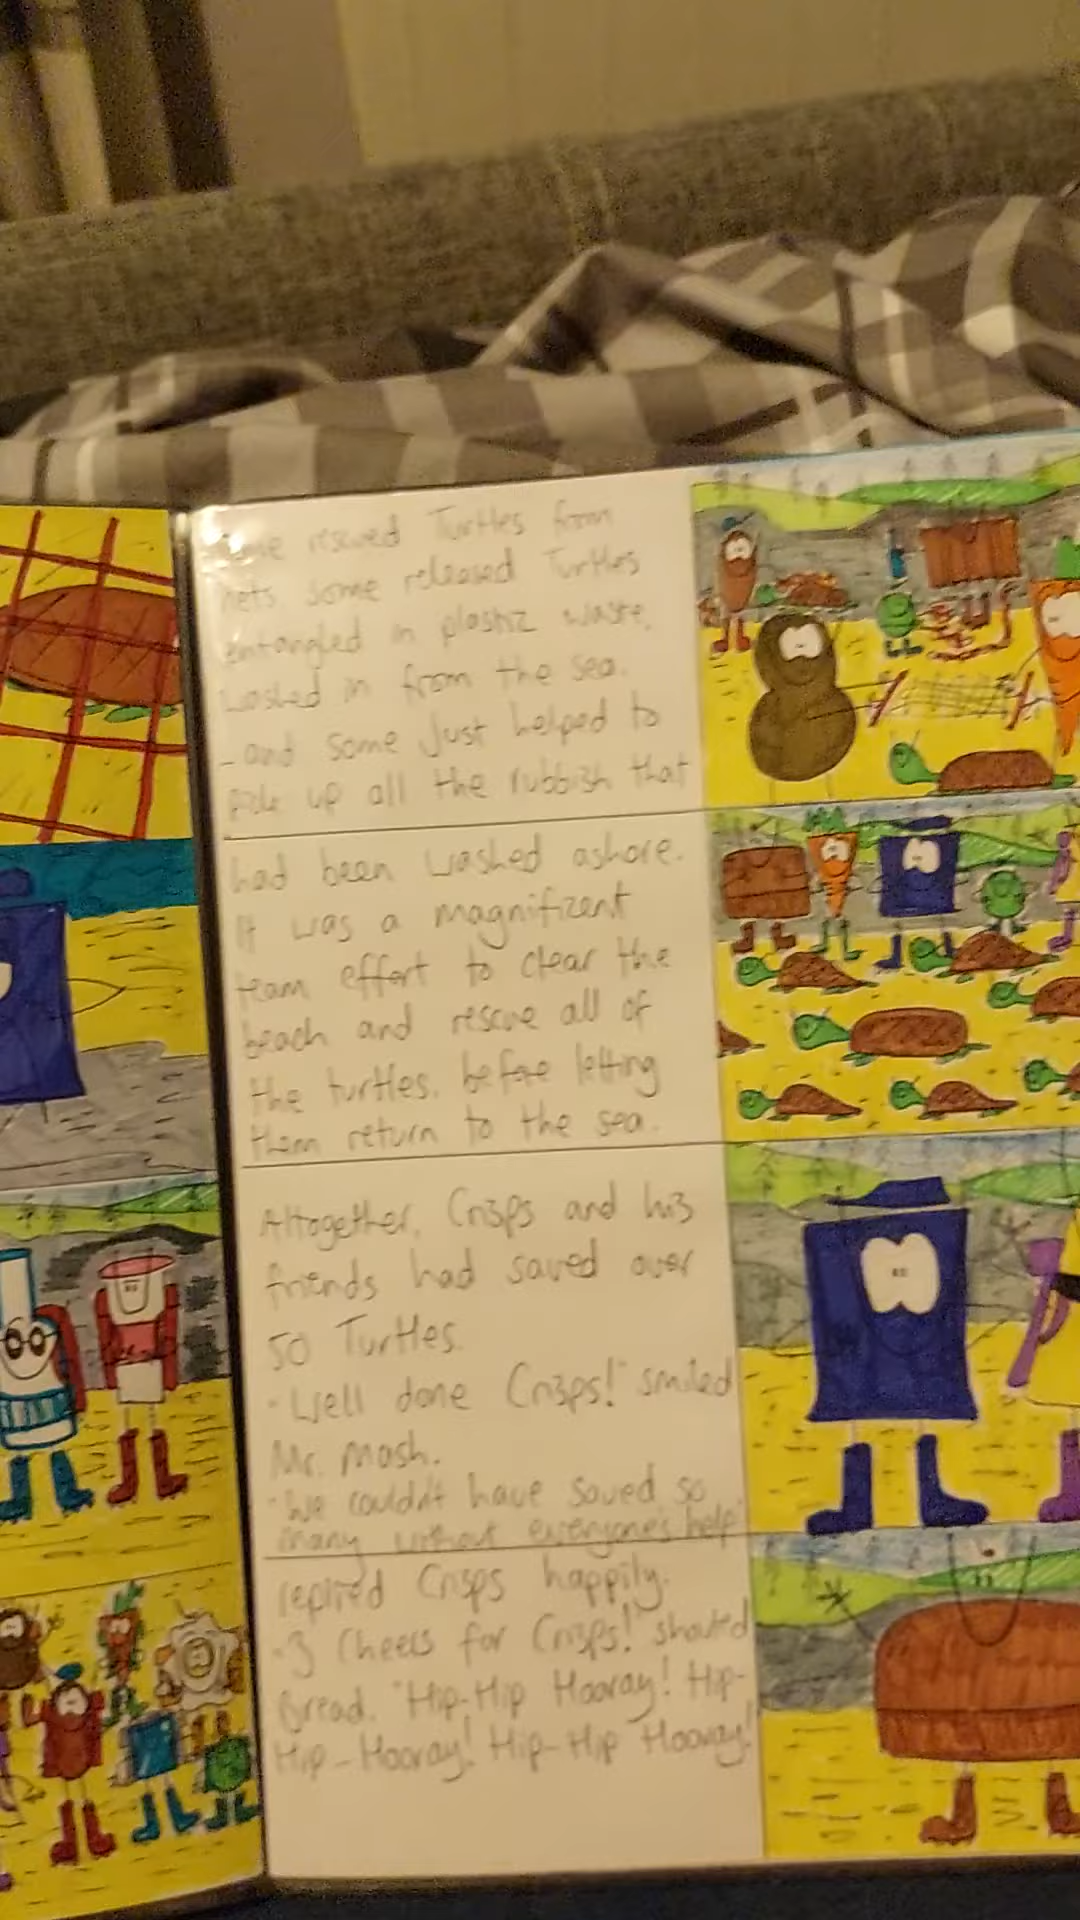 Some rescued Turtles from
nets, some released Turtles
entangled in plastic waste,
washed in from the sea.
- and some just helped to
pick up all the rubbish that
had been washed ashore.
It was a magnificent
team effort to clear the
beach and rescue all of
the turtles, before letting
them return to the sea.
Altogether, Crisps and his
friends had saved over
50 Turtles.
"Well done Crisps!" smiled
Mr. Mash.
"We couldn't have saved so
many without everyone's help"
replied Crisps happily.
"3 Cheers for Crisps!" shouted
Bread. "Hip-Hip Hooray! Hip-
Hip-Hooray! Hip-Hip Hooray!"